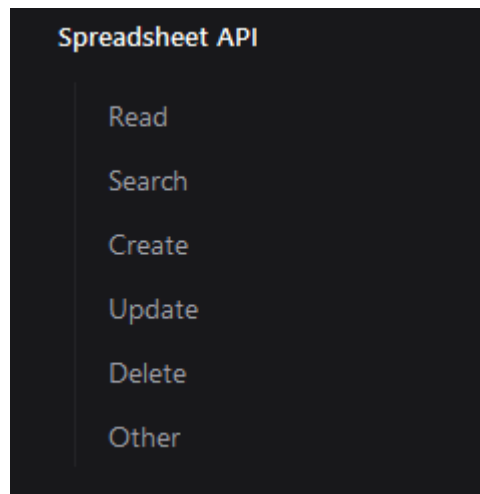 Spreadsheet API
Read
Search
Create
Update
Delete
Other